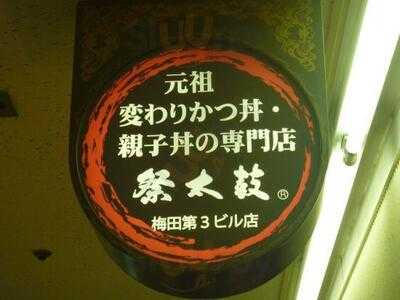 元祖
変わりかつ丼・
親子丼の専門店
祭太鼓®
梅田第3ビル店